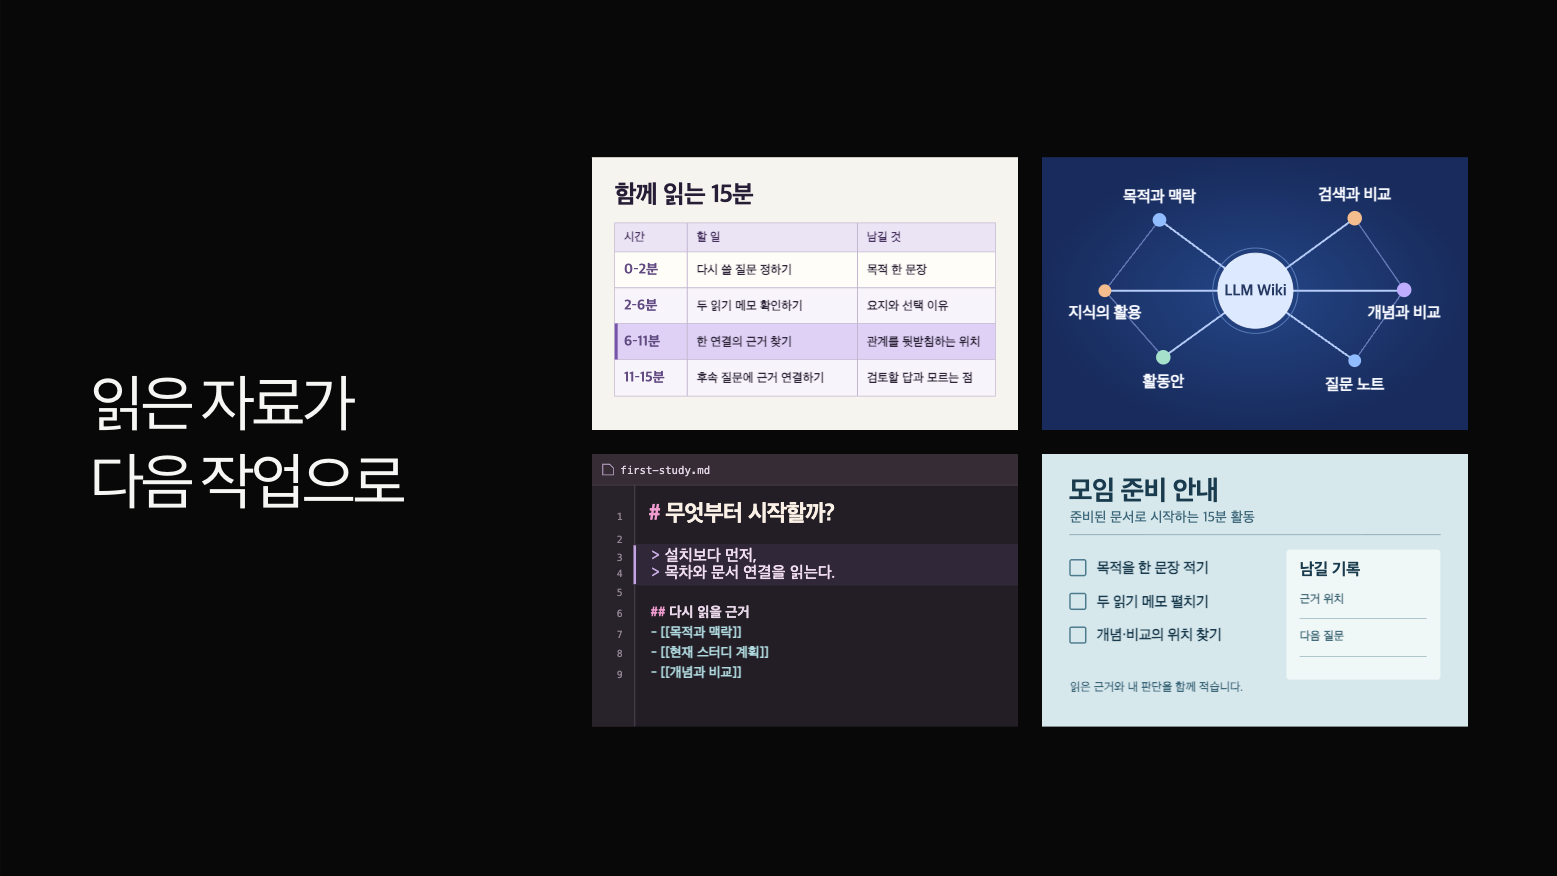 읽은 자료가
다음 작업으로
함께 읽는 15분
시간 할 일 남길 것
0-2분 다시 쓸 질문 정하기 목적 한 문장
2-6분 두 읽기 메모 확인하기 요지와 선택 이유
6-11분 한 연결의 근거 찾기 관계를 뒷받침하는 위치
11-15분 후속 질문에 근거 연결하기 검토할 답과 모르는 점
목적과 맥락
검색과 비교
LLM Wiki
지식의 활용
개념과 비교
활동안
질문 노트
first-study.md
1 # 무엇부터 시작할까?
2
3 > 설치보다 먼저,
4 > 목차와 문서 연결을 읽는다.
5
6 ## 다시 읽을 근거
7 - [[목적과 맥락]]
8 - [[현재 스터디 계획]]
9 - [[개념과 비교]]
모임 준비 안내
준비된 문서로 시작하는 15분 활동
목적을 한 문장 적기
두 읽기 메모 펼치기
개념·비교의 위치 찾기
남길 기록
근거 위치
다음 질문
읽은 근거와 내 판단을 함께 적습니다.